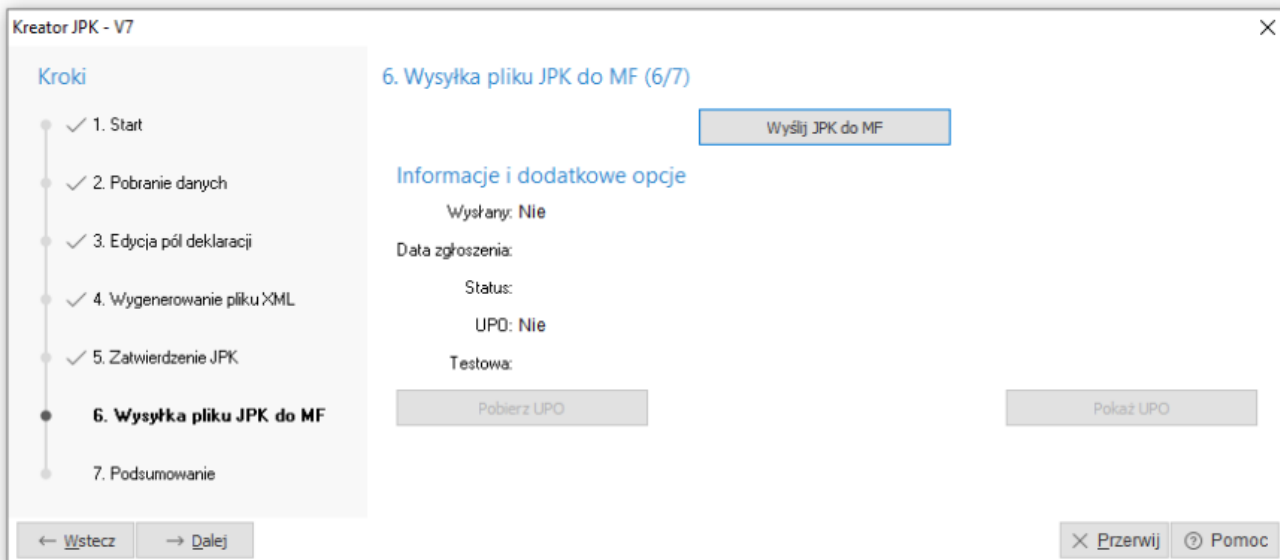 Kreator JPK - V7
Kroki
1. Start
2. Pobranie danych
3. Edycja pól deklaracji
4. Wygenerowanie pliku XML
5. Zatwierdzenie JPK
6. Wysyłka pliku JPK do MF
7. Podsumowanie
6. Wysyłka pliku JPK do MF (6/7)
Wyślij JPK do MF
Informacje i dodatkowe opcje
Wysłany: Nie
Data zgłoszenia:
Status:
UPO: Nie
Testowa:
Pobierz UPO
Pokaż UPO
← Wstecz
→ Dalej
Przerwij
Pomoc